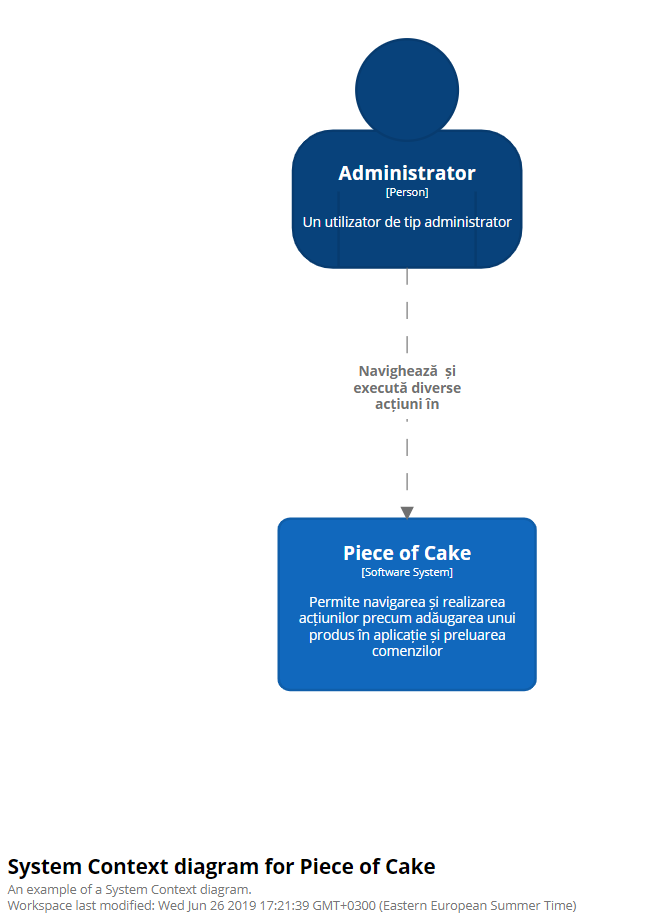 Administrator
[Person]
Un utilizator de tip administrator
Navighează și
execută diverse
acțiuni în
Piece of Cake
[Software System]
Permite navigarea și realizarea
acțiunilor precum adăugarea unui
produs în aplicație și preluarea
comenzilor
System Context diagram for Piece of Cake
An example of a System Context diagram.
Workspace last modified: Wed Jun 26 2019 17:21:39 GMT+0300 (Eastern European Summer Time)